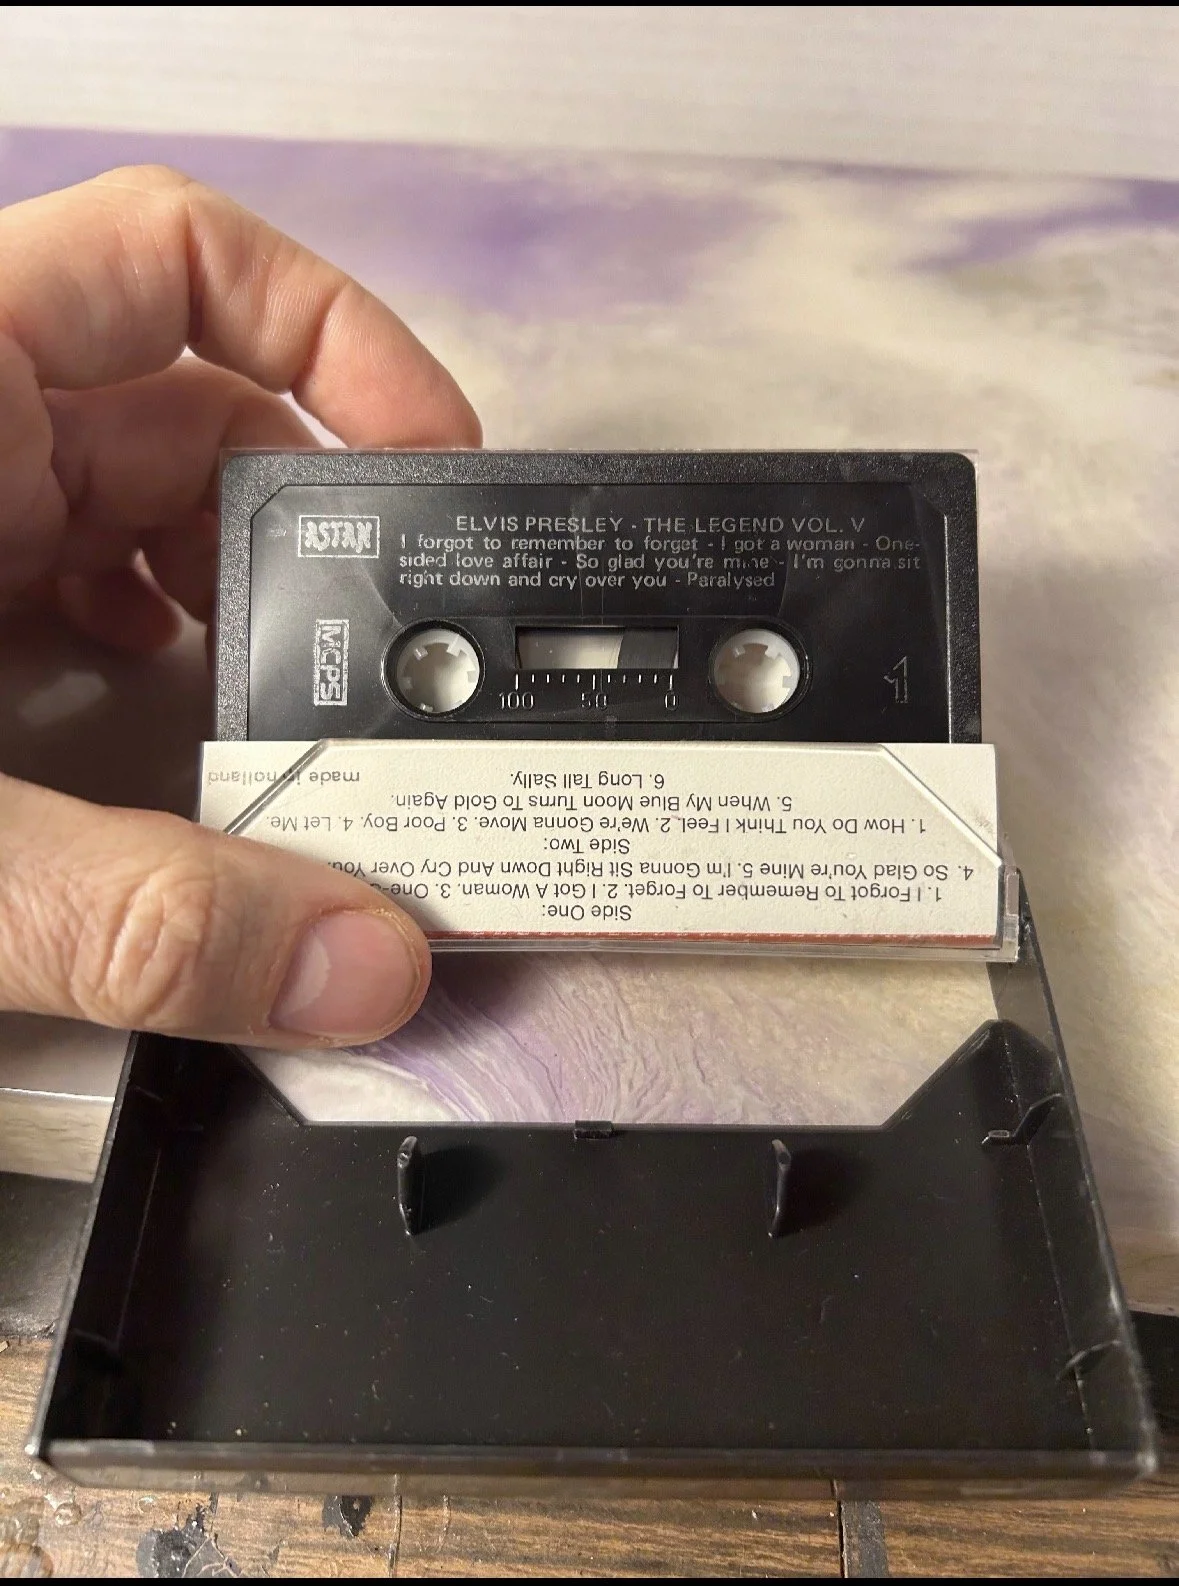 ASTAN
ELVIS PRESLEY - THE LEGEND VOL. V
I forgot to remember to forget - I got a woman - One-
sided love affair - So glad you're mine - I'm gonna sit
right down and cry over you - Paralysed
MCPS
100 50 0
1
Side One:
1. I Forgot To Remember To Forget. 2. I Got A Woman. 3. One-
4. So Glad You're Mine 5. I'm Gonna Sit Right Down And Cry Over You.
Side Two:
1. How Do You Think I Feel. 2. We're Gonna Move. 3. Poor Boy. 4. Let Me.
5. When My Blue Moon Turns To Gold Again.
6. Long Tall Sally.
made in holland